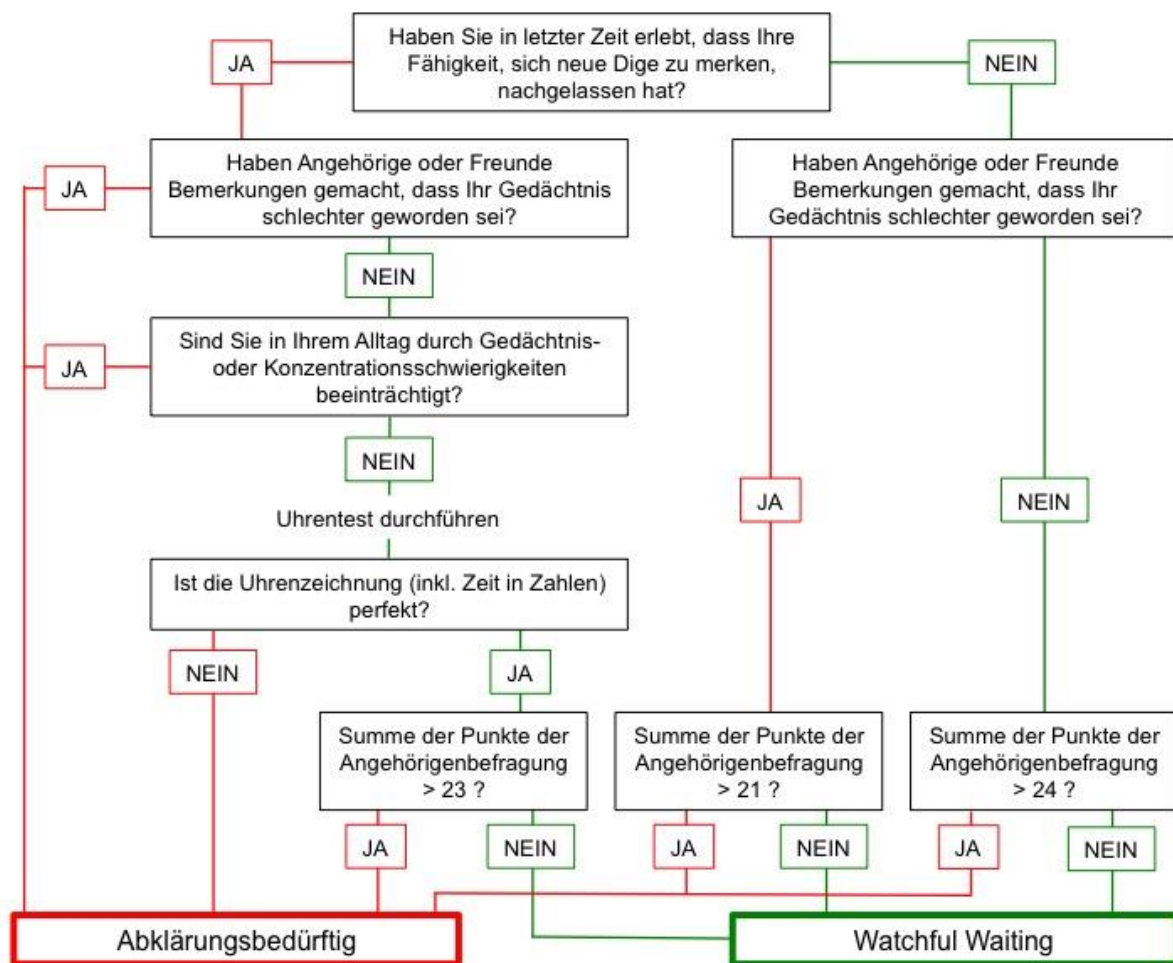 Haben Sie in letzter Zeit erlebt, dass Ihre
Fähigkeit, sich neue Dige zu merken,
nachgelassen hat?
JA
NEIN
Haben Angehörige oder Freunde
Bemerkungen gemacht, dass Ihr Gedächtnis
schlechter geworden sei?
Haben Angehörige oder Freunde
Bemerkungen gemacht, dass Ihr
Gedächtnis schlechter geworden sei?
JA
NEIN
Sind Sie in Ihrem Alltag durch Gedächtnis-
oder Konzentrationsschwierigkeiten
beeinträchtigt?
JA
NEIN
JA
NEIN
Uhrentest durchführen
Ist die Uhrenzeichnung (inkl. Zeit in Zahlen)
perfekt?
NEIN
JA
Summe der Punkte der
Angehörigenbefragung
> 23 ?
Summe der Punkte der
Angehörigenbefragung
> 21 ?
Summe der Punkte der
Angehörigenbefragung
> 24 ?
JA
NEIN
JA
NEIN
JA
NEIN
Abklärungsbedürftig
Watchful Waiting